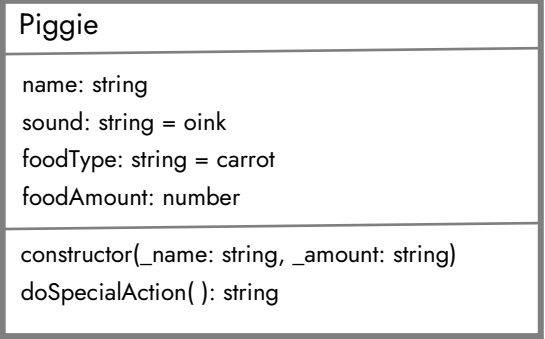 Piggie
name: string
sound: string = oink
foodType: string = carrot
foodAmount: number
constructor(_name: string, _amount: string)
doSpecialAction( ): string